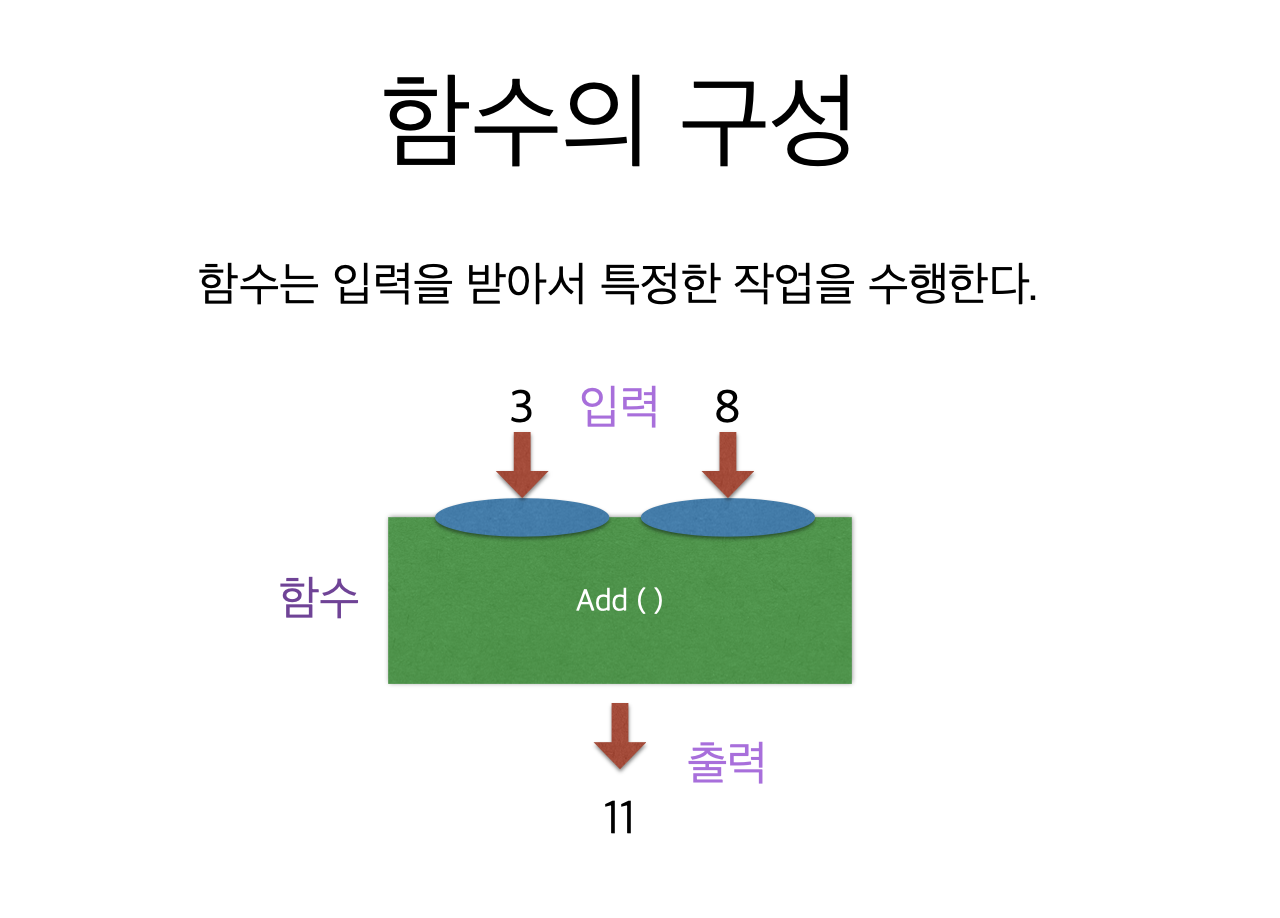 함수의 구성
함수는 입력을 받아서 특정한 작업을 수행한다.
3 입력 8
함수
Add ( )
출력
11